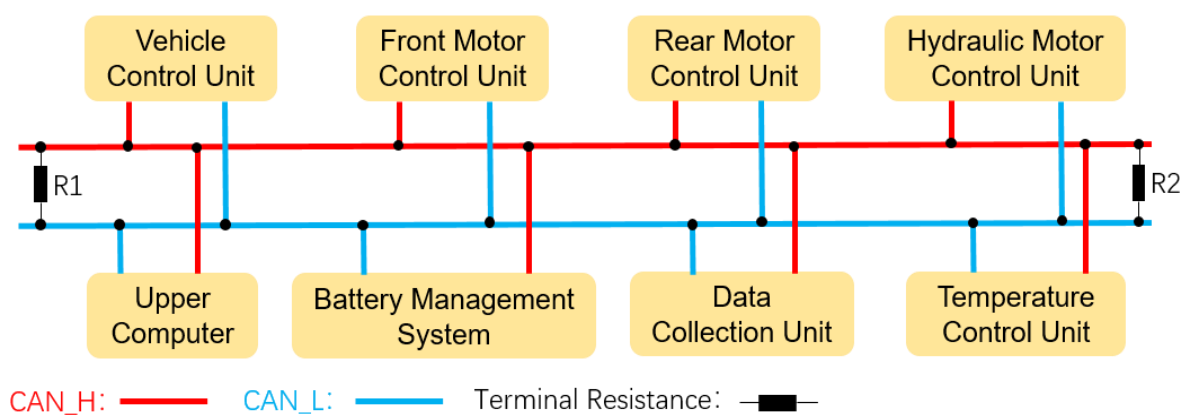 Vehicle
Control Unit
Front Motor
Control Unit
Rear Motor
Control Unit
Hydraulic Motor
Control Unit
R1
R2
Upper
Computer
Battery Management
System
Data
Collection Unit
Temperature
Control Unit
CAN_H:
CAN_L:
Terminal Resistance: